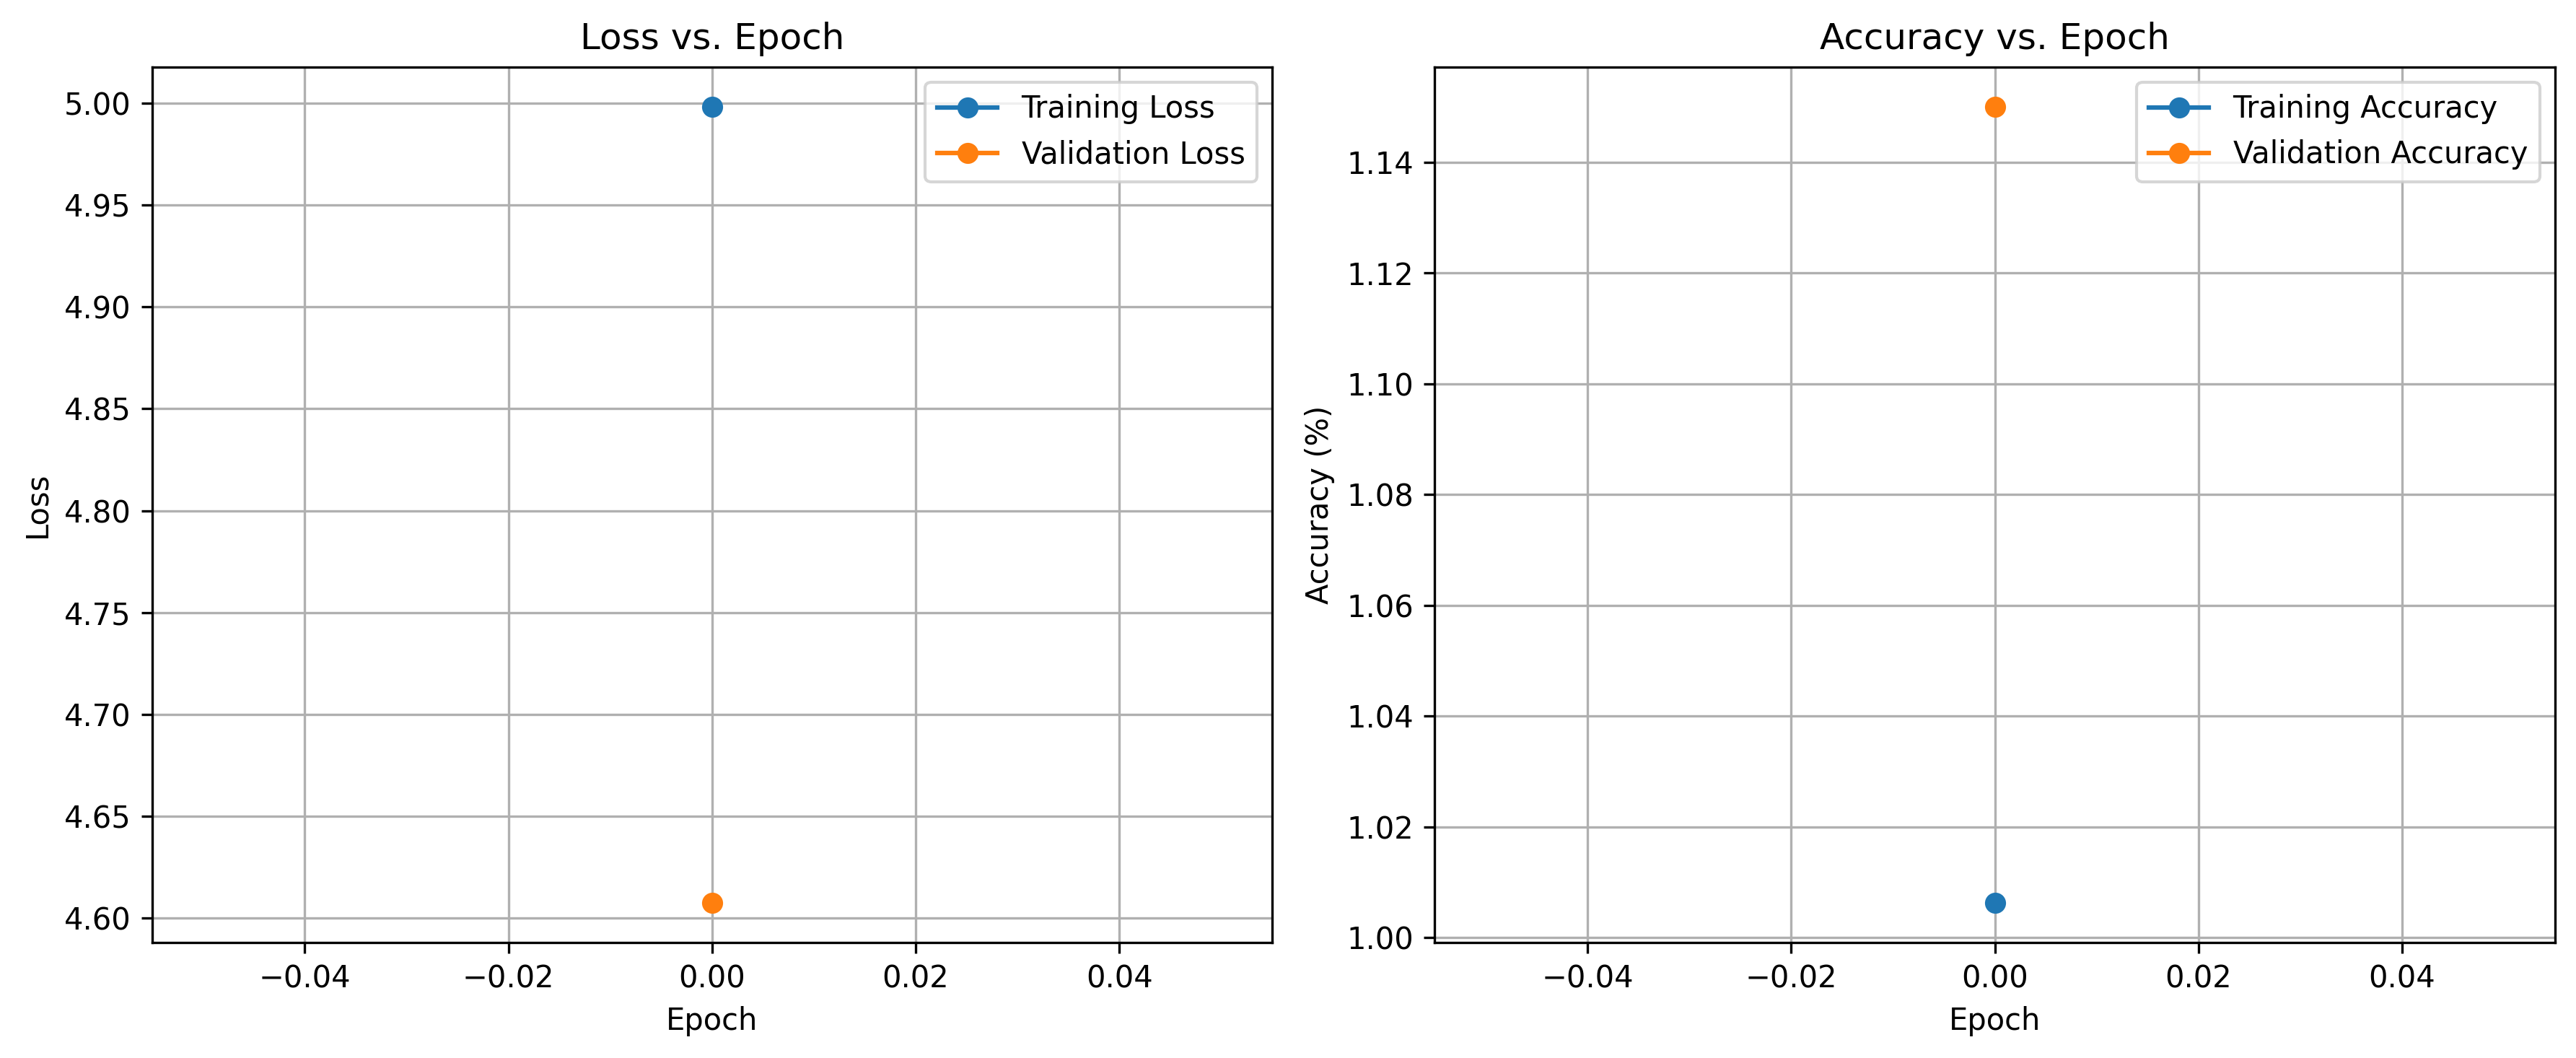 Loss vs. Epoch
Training Loss
Validation Loss
5.00
4.95
4.90
4.85
4.80
4.75
4.70
4.65
4.60
Loss
−0.04
−0.02
0.00
0.02
0.04
Epoch
Accuracy vs. Epoch
Training Accuracy
Validation Accuracy
1.14
1.12
1.10
1.08
1.06
1.04
1.02
1.00
Accuracy (%)
−0.04
−0.02
0.00
0.02
0.04
Epoch